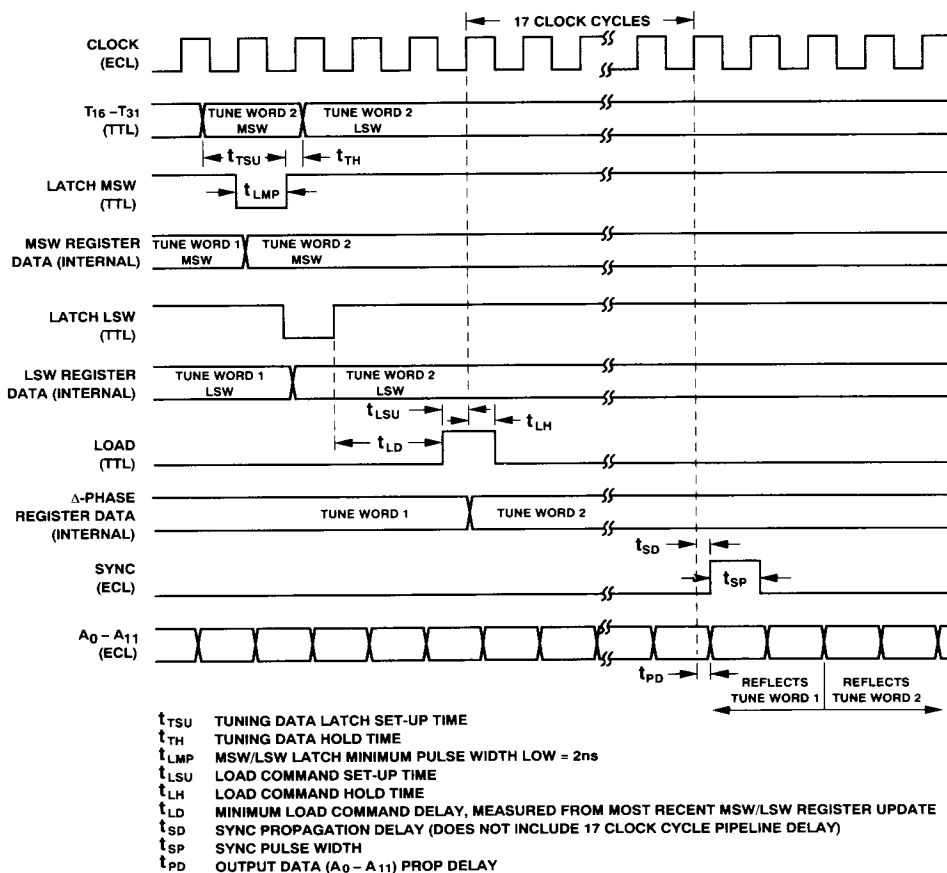 17 CLOCK CYCLES
CLOCK
(ECL)
T16 –T31
(TTL)
TUNE WORD 2
MSW
TUNE WORD 2
LSW
tTSU
tTH
LATCH MSW
(TTL)
tLMP
MSW REGISTER
DATA (INTERNAL)
TUNE WORD 1
MSW
TUNE WORD 2
MSW
LATCH LSW
(TTL)
LSW REGISTER
DATA (INTERNAL)
TUNE WORD 1
LSW
TUNE WORD 2
LSW
tLSU
tLH
LOAD
(TTL)
tLD
Δ-PHASE
REGISTER DATA
(INTERNAL)
TUNE WORD 1
TUNE WORD 2
tSD
SYNC
(ECL)
tSP
A0 – A11
(ECL)
tPD
REFLECTS
TUNE WORD 1
REFLECTS
TUNE WORD 2
tTSU TUNING DATA LATCH SET-UP TIME
tTH TUNING DATA HOLD TIME
tLMP MSW/LSW LATCH MINIMUM PULSE WIDTH LOW = 2ns
tLSU LOAD COMMAND SET-UP TIME
tLH LOAD COMMAND HOLD TIME
tLD MINIMUM LOAD COMMAND DELAY, MEASURED FROM MOST RECENT MSW/LSW REGISTER UPDATE
tSD SYNC PROPAGATION DELAY (DOES NOT INCLUDE 17 CLOCK CYCLE PIPELINE DELAY)
tSP SYNC PULSE WIDTH
tPD OUTPUT DATA (A0 – A11) PROP DELAY